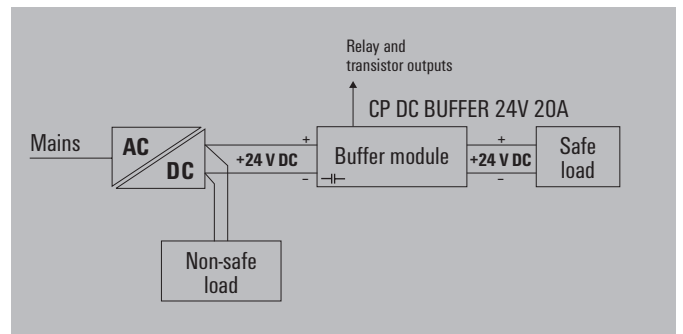 Relay and
transistor outputs
CP DC BUFFER 24V 20A
Mains
AC
DC
+
+24 V DC
–
Buffer module
+
+24 V DC
–
Safe
load
Non-safe
load